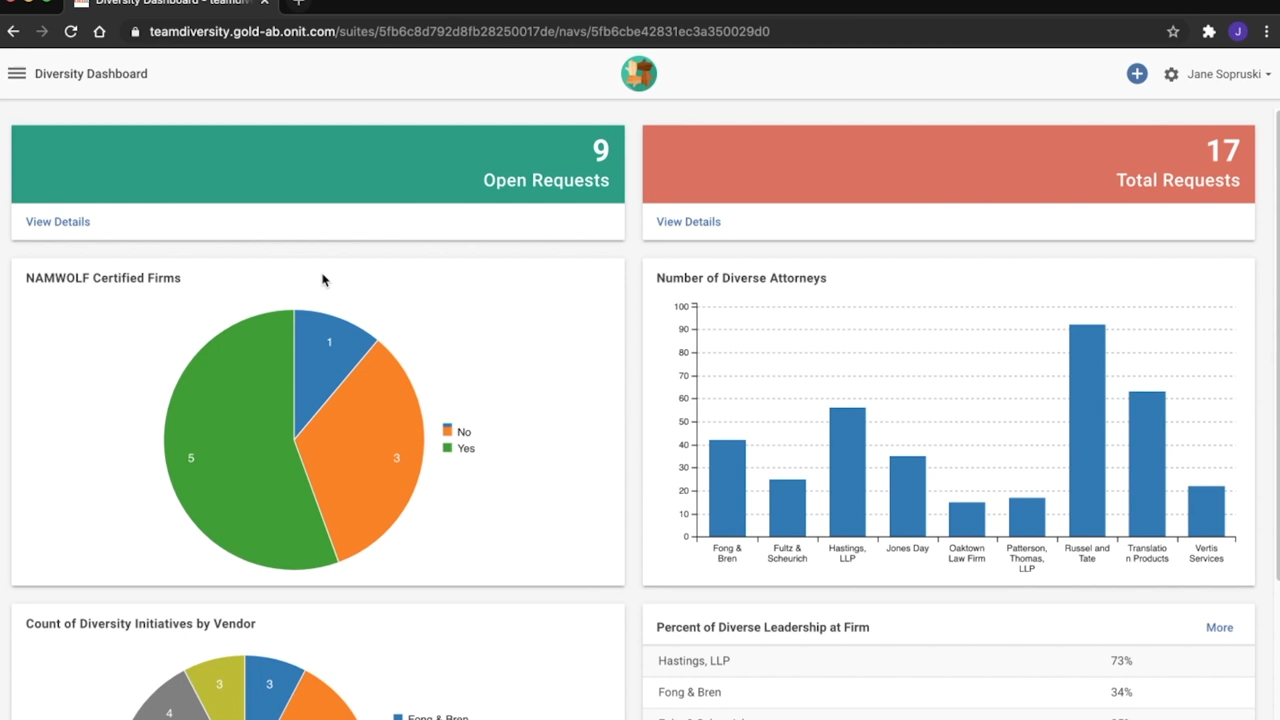 Diversity Dashboard - teamdiver
teamdiversity.gold-ab.onit.com/suites/5fb6c8d792d8fb28250017de/navs/5fb6cbe42831ec3a350029d0
J
Diversity Dashboard
Jane Sopruski
9
Open Requests
View Details
17
Total Requests
View Details
NAMWOLF Certified Firms
1
5
3
No
Yes
Number of Diverse Attorneys
100
90
80
70
60
50
40
30
20
10
0
Fong &
Bren
Fultz &
Scheurich
Hastings,
LLP
Jones Day
Oaktown
Law Firm
Patterson,
Thomas,
LLP
Russel and
Tate
Translatio
n Products
Vertis
Services
Count of Diversity Initiatives by Vendor
3
3
4
Fong & Bren
Percent of Diverse Leadership at Firm
More
Hastings, LLP 73%
Fong & Bren 34%